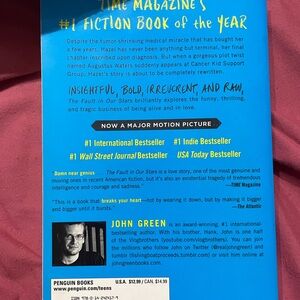 TIME MAGAZINE'S
#1 FICTION BOOK of the YEAR
Despite the tumor-shrinking medical miracle that has bought her
a few years, Hazel has never been anything but terminal, her final
chapter inscribed upon diagnosis. But when a gorgeous plot twist
named Augustus Waters suddenly appears at Cancer Kid Support
Group, Hazel's story is about to be completely rewritten.
INSIGHTFUL, BOLD, IRREVERENT, AND RAW,
The Fault in Our Stars brilliantly explores the funny, thrilling,
and tragic business of being alive and in love.
NOW A MAJOR MOTION PICTURE
#1 International Bestseller #1 Indie Bestseller
#1 Wall Street Journal Bestseller USA Today Bestseller
Damn near genius ... The Fault in Our Stars is a love story, one of the most genuine and
moving ones in recent American fiction, but it's also an existential tragedy of tremendous
intelligence and courage and sadness."
—TIME Magazine
"This is a book that breaks your heart—not by wearing it down, but by making it
bigger and bigger until it bursts."
—The Atlantic
JOHN GREEN is an award-winning, #1 international
bestselling author. With his brother, Hank, John is one half
of the Vlogbrothers (youtube.com/vlogbrothers). You can
join the millions who follow John on Twitter (@realjohngreen)
and tumblr (fishingboatproceeds.tumblr.com) or visit him online at
johngreenbooks.com.
PENGUIN BOOKS
www.penguin.com/teens
U.S. $12.99 / CAN. $14.99
ISBN 978-0-14-242417-9